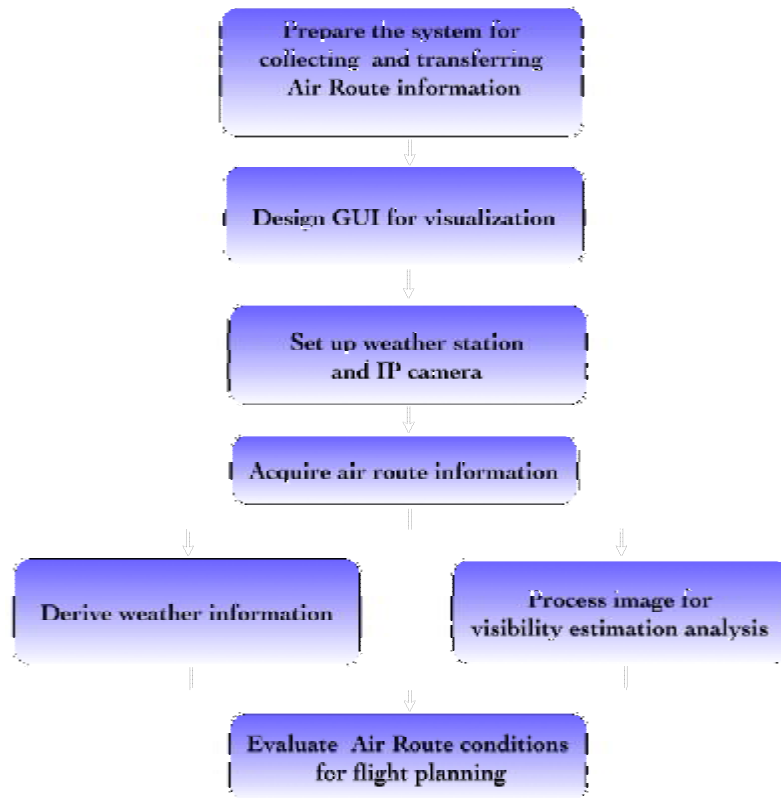 Prepare the system for
collecting and transferring
Air Route information
Design GUI for visualization
Set up weather station
and IP camera
Acquire air route information
Derive weather information
Process image for
visibility estimation analysis
Evaluate Air Route conditions
for flight planning